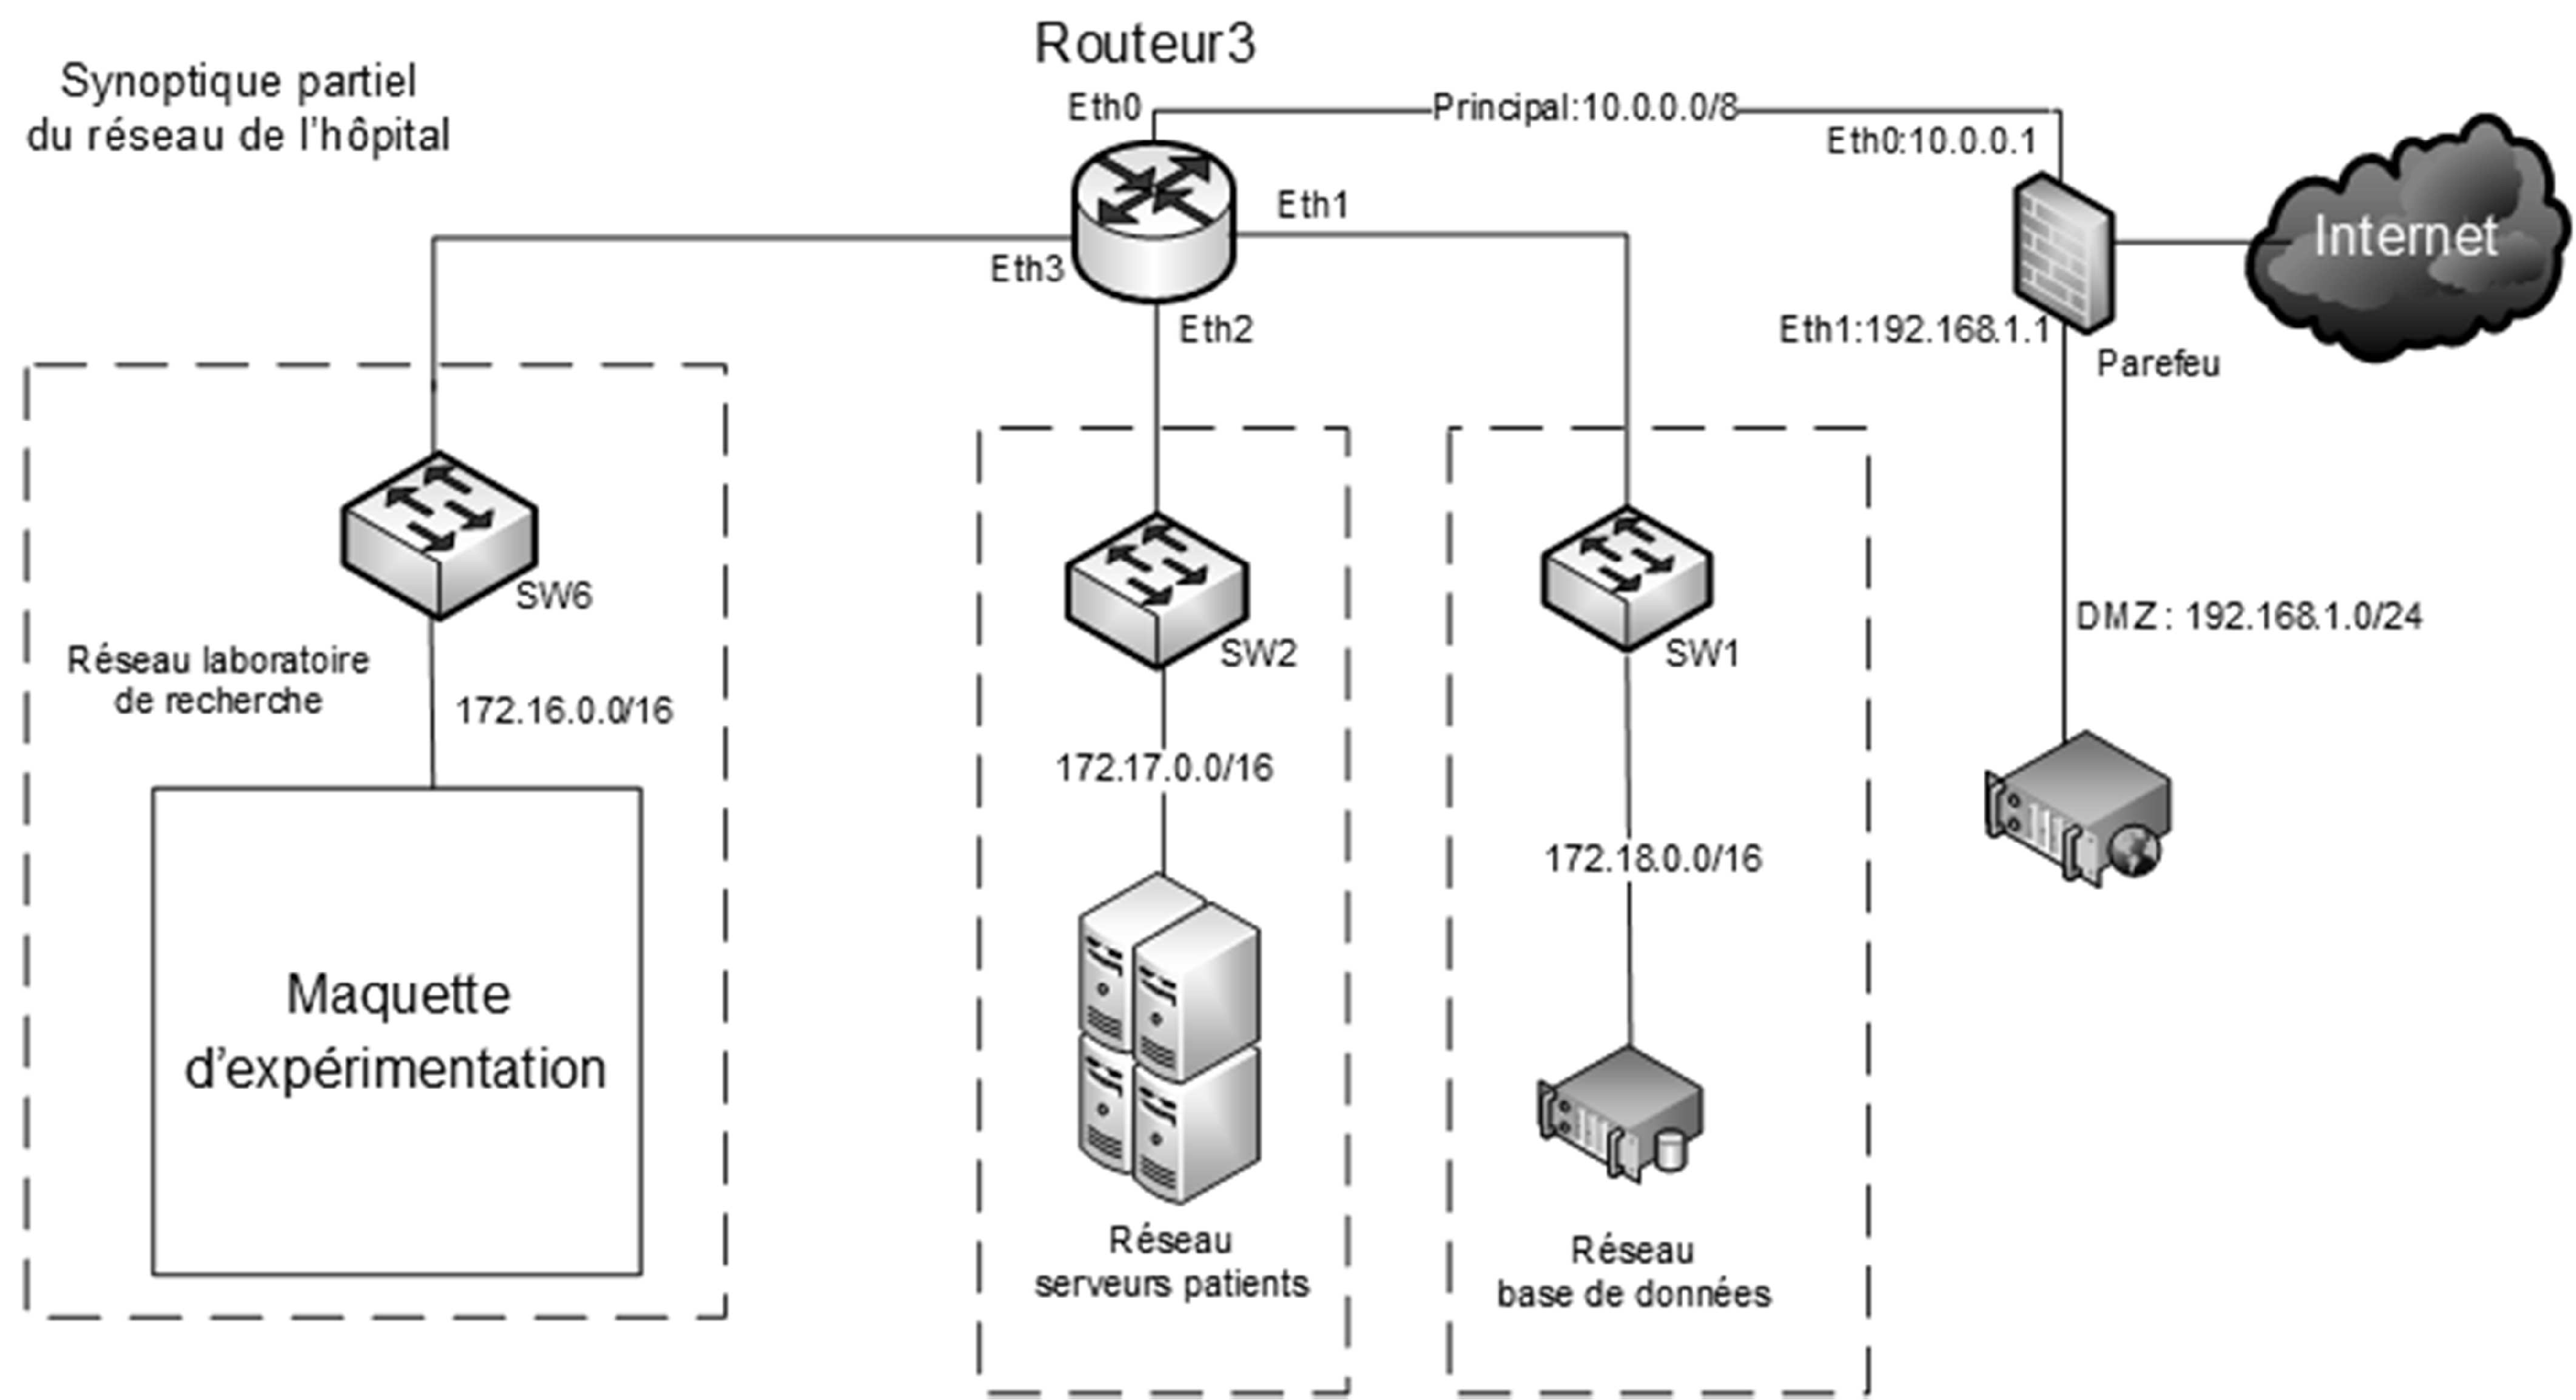 Synoptique partiel
du réseau de l'hôpital
Routeur3
Eth0
Principal:10.0.0.0/8
Eth0:10.0.0.1
Eth1
Eth3
Eth2
Internet
Eth1:192.168.1.1
Parefeu
SW6
SW2
SW1
DMZ : 192.168.1.0/24
Réseau laboratoire
de recherche
172.16.0.0/16
172.17.0.0/16
172.18.0.0/16
Maquette
d'expérimentation
Réseau
serveurs patients
Réseau
base de données